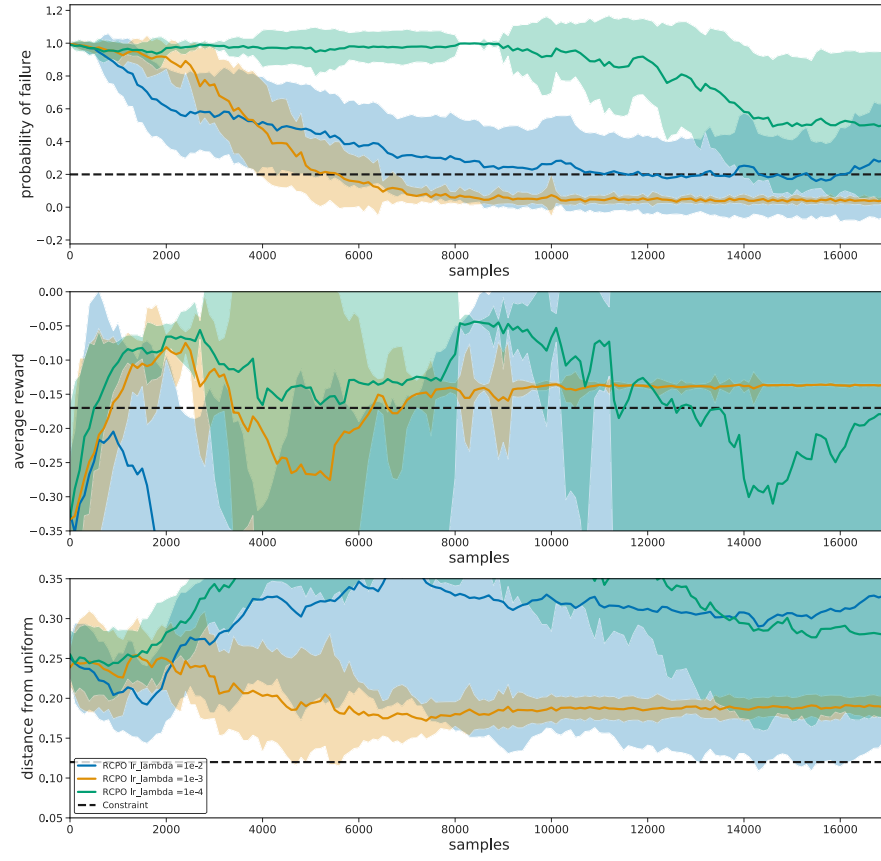 1.2
1.0
0.8
0.6
0.4
0.2
0.0
−0.2
probability of failure
0 2000 4000 6000 8000 10000 12000 14000 16000
samples
0.00
−0.05
−0.10
−0.15
−0.20
−0.25
−0.30
−0.35
average reward
0 2000 4000 6000 8000 10000 12000 14000 16000
samples
0.35
0.30
0.25
0.20
0.15
0.10
0.05
distance from uniform
RCPO lr_lambda =1e-2
RCPO lr_lambda =1e-3
RCPO lr_lambda =1e-4
Constraint
0 2000 4000 6000 8000 10000 12000 14000 16000
samples